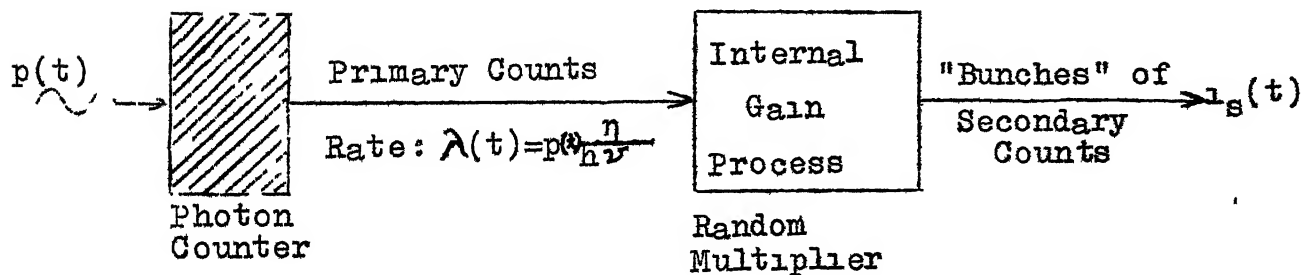 p(t)
Primary Counts
Rate: λ(t)=p(t)η/hν
Photon
Counter
Internal
Gain
Process
Random
Multiplier
"Bunches" of
Secondary
Counts
i_s(t)